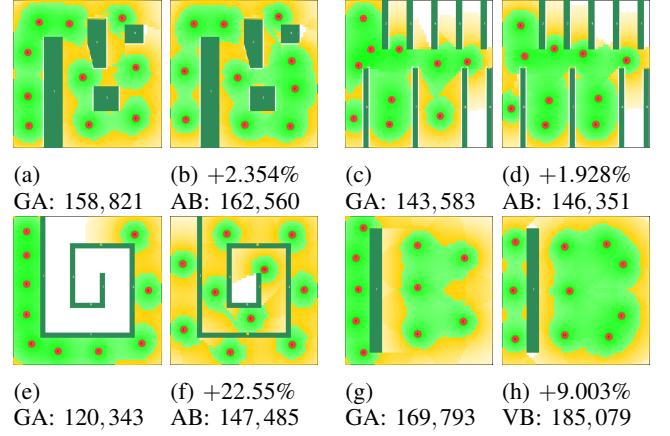 (a)
GA: 158,821
(b) +2.354%
AB: 162,560
(c)
GA: 143,583
(d) +1.928%
AB: 146,351
(e)
GA: 120,343
(f) +22.55%
AB: 147,485
(g)
GA: 169,793
(h) +9.003%
VB: 185,079